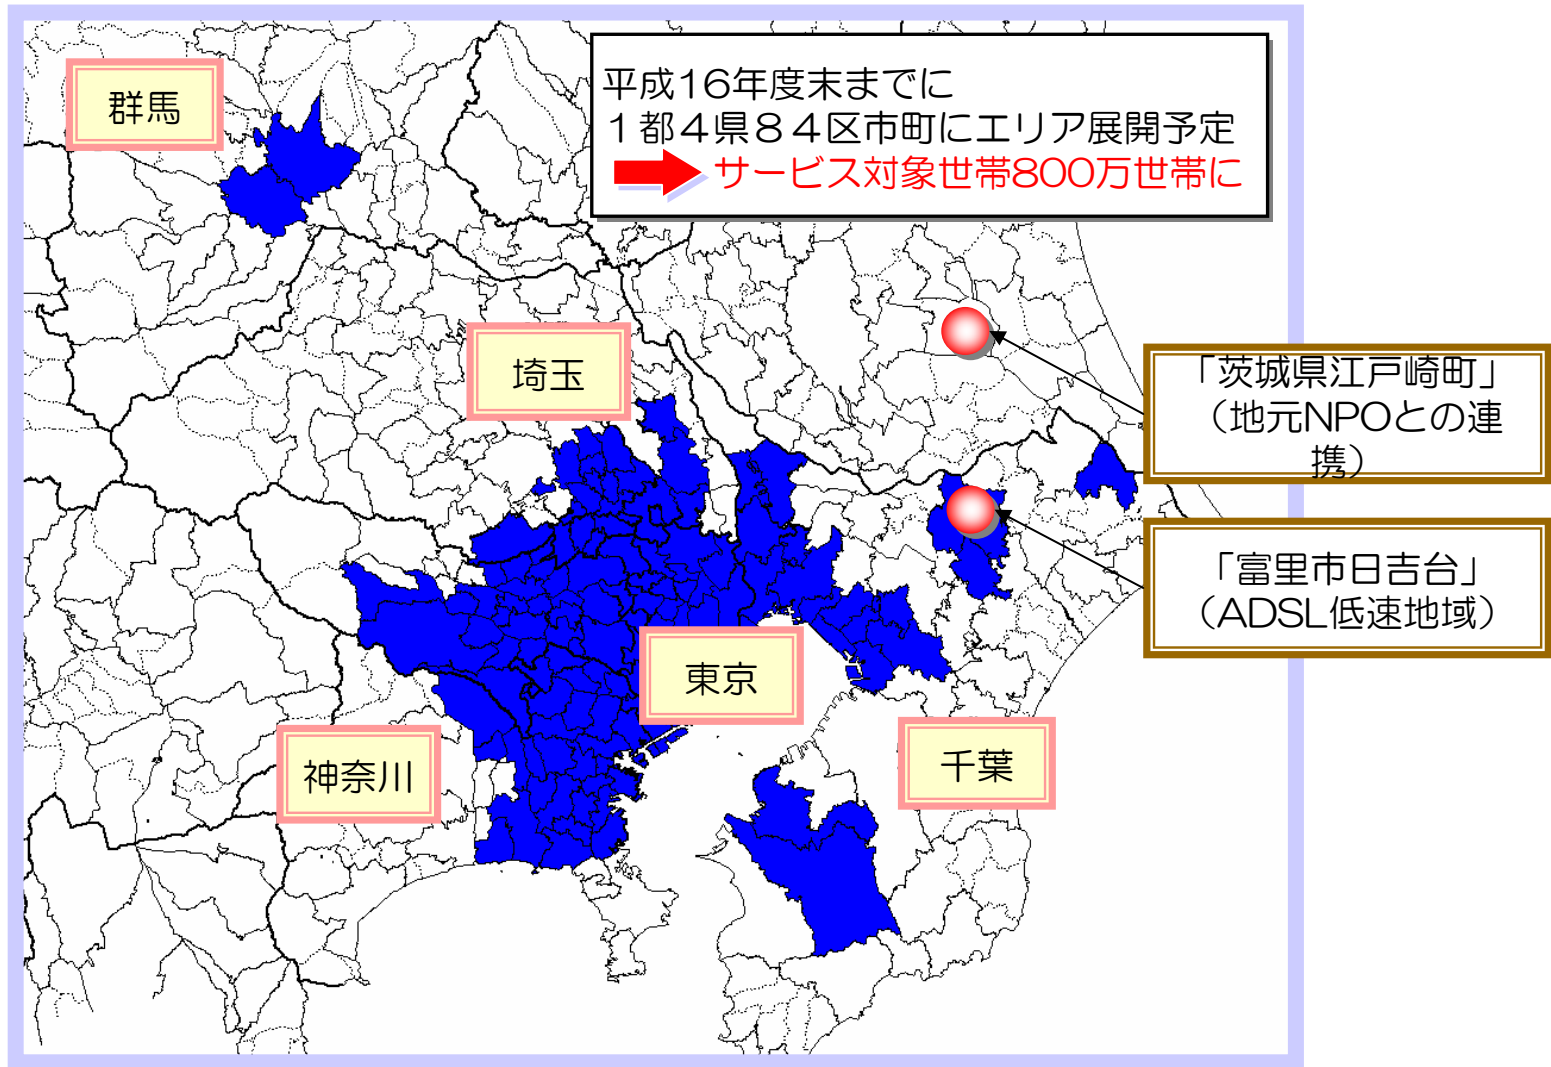 群馬
平成16年度末までに
1都4県84区市町にエリア展開予定
サービス対象世帯800万世帯に
埼玉
「茨城県江戸崎町」
（地元NPOとの連
携）
「富里市日吉台」
（ADSL低速地域）
東京
神奈川
千葉